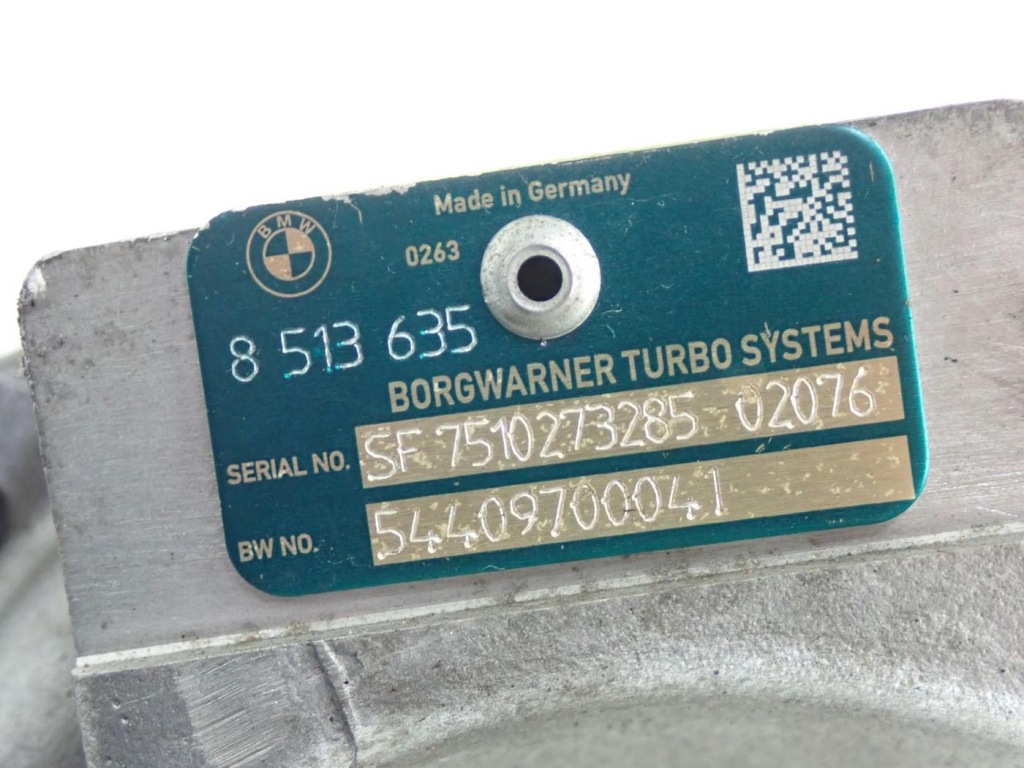 Made in Germany
BMW
0263
8 513 635
BORGWARNER TURBO SYSTEMS
SERIAL NO. SF 7510273285 02076
BW NO. 54409700041